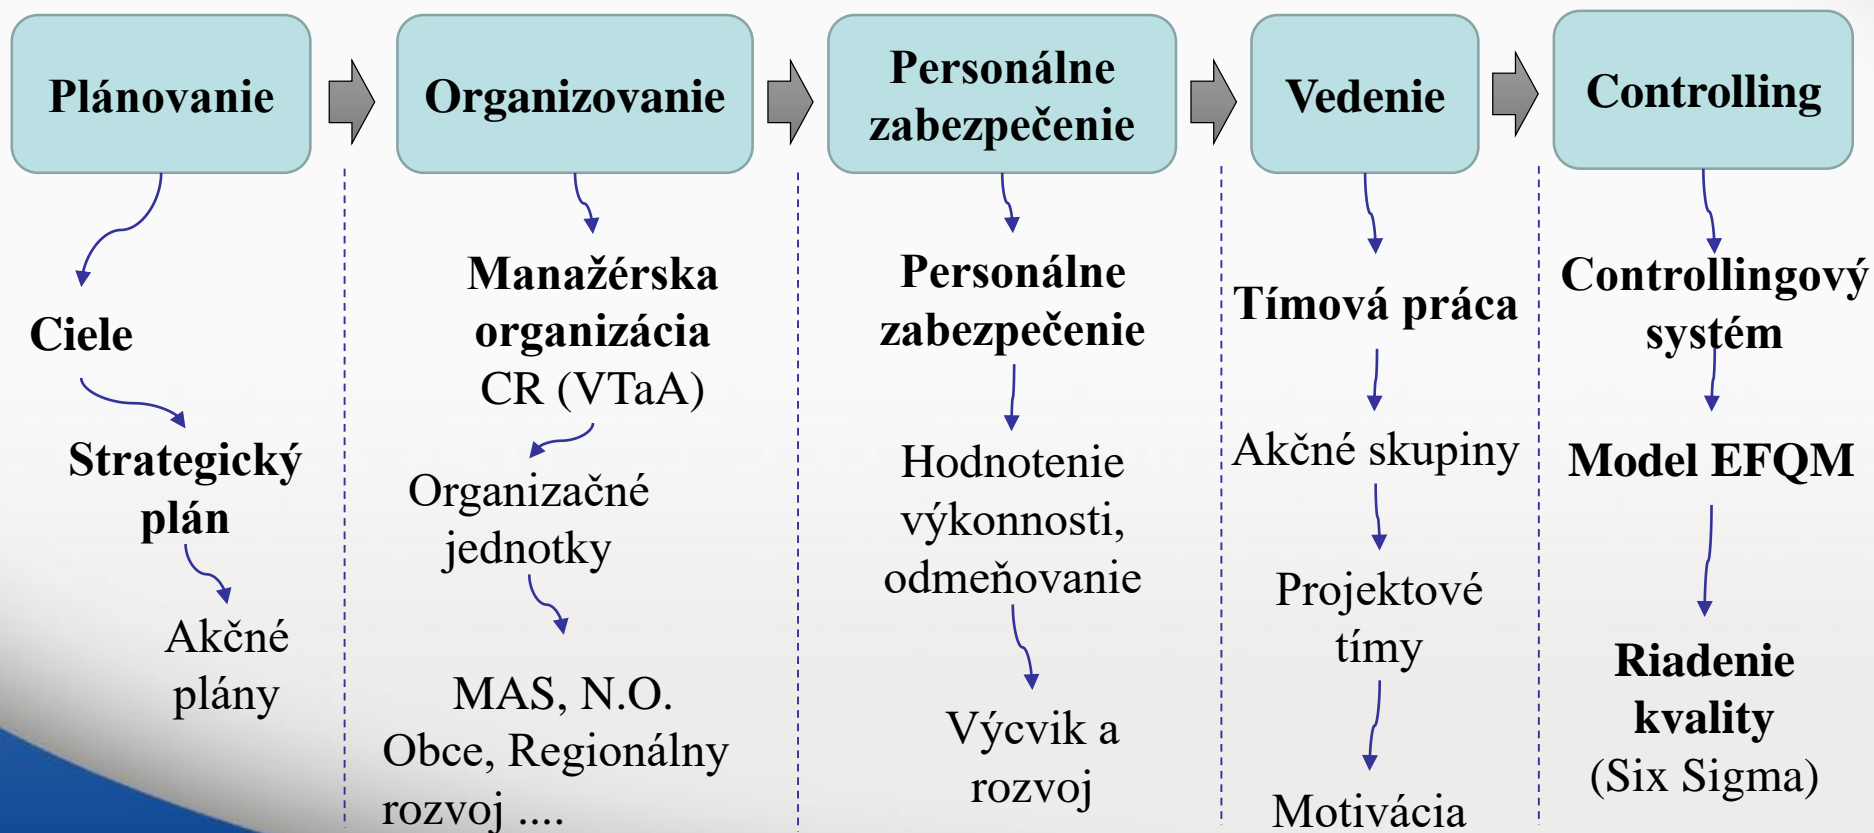 Plánovanie
Organizovanie
Personálne
zabezpečenie
Vedenie
Controlling
Ciele
Strategický
plán
Akčné
plány
Manažérska
organizácia
CR (VTaA)
Organizačné
jednotky
MAS, N.O.
Obce, Regionálny
rozvoj ....
Personálne
zabezpečenie
Hodnotenie
výkonnosti,
odmeňovanie
Výcvik a
rozvoj
Tímová práca
Akčné skupiny
Projektové
tímy
Motivácia
Controllingový
systém
Model EFQM
Riadenie
kvality
(Six Sigma)